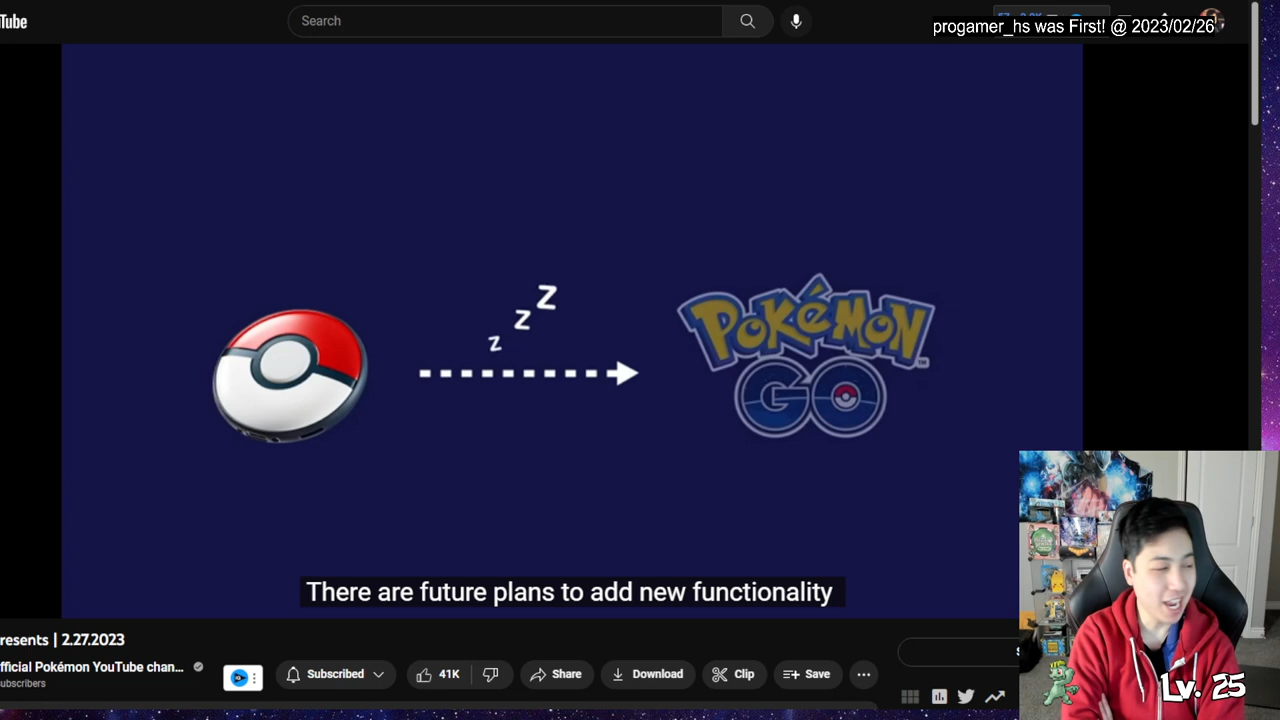 Tube
Search
progamer_hs was First! @ 2023/02/26
z
z
z
POKéMON
TM
GO
There are future plans to add new functionality
resents | 2.27.2023
fficial Pokémon YouTube chan...
ubscribers
Subscribed
41K
Share
Download
Clip
Save
Lv. 25